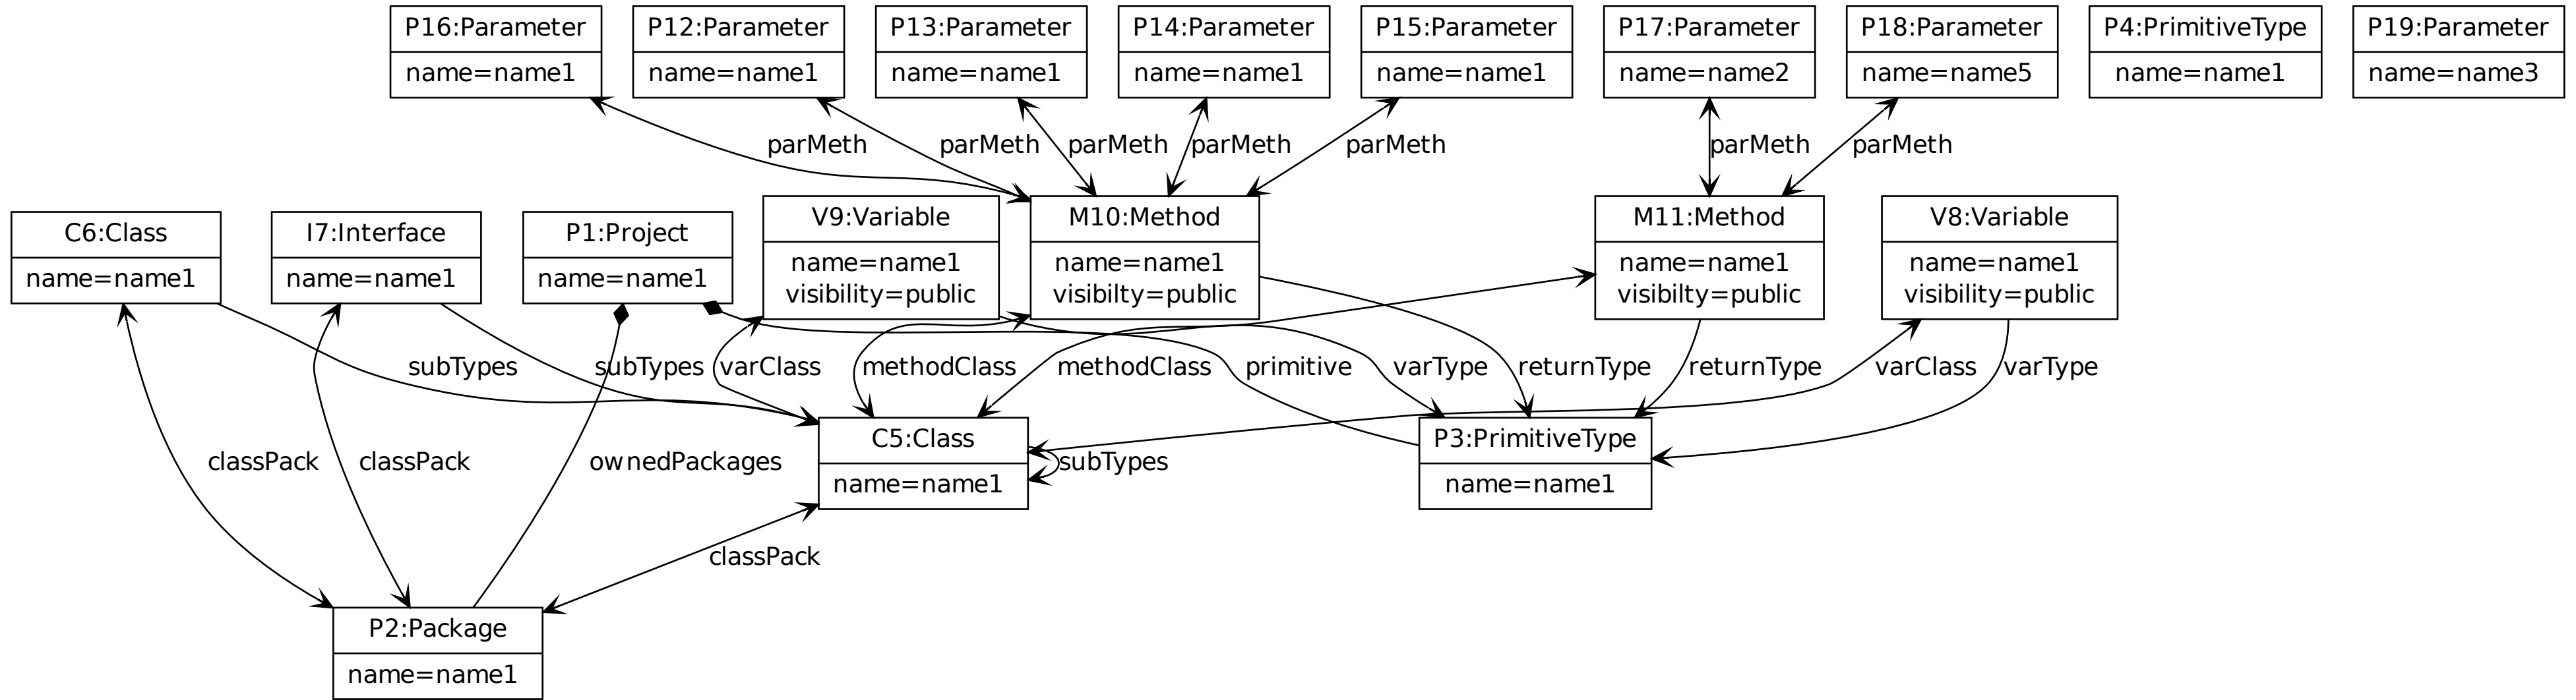 P16:Parameter
name=name1
P12:Parameter
name=name1
P13:Parameter
name=name1
P14:Parameter
name=name1
P15:Parameter
name=name1
P17:Parameter
name=name2
P18:Parameter
name=name5
P4:PrimitiveType
name=name1
P19:Parameter
name=name3
parMeth
parMeth
parMeth
parMeth
parMeth
parMeth
parMeth
C6:Class
name=name1
I7:Interface
name=name1
P1:Project
name=name1
V9:Variable
name=name1
visibility=public
M10:Method
name=name1
visibilty=public
M11:Method
name=name1
visibilty=public
V8:Variable
name=name1
visibility=public
subTypes
subTypes
varClass
methodClass
methodClass
primitive
varType
returnType
returnType
varClass
varType
classPack
classPack
ownedPackages
C5:Class
name=name1
subTypes
P3:PrimitiveType
name=name1
classPack
P2:Package
name=name1